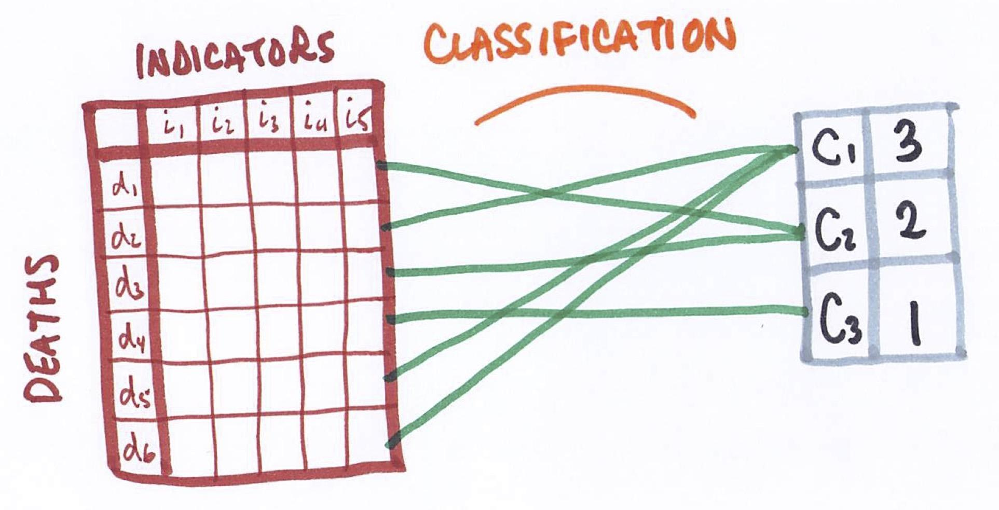 INDICATORS
CLASSIFICATION
i1 i2 i3 i4 i5
d1
d2
d3
d4
d5
d6
DEATHS
C1 3
C2 2
C3 1